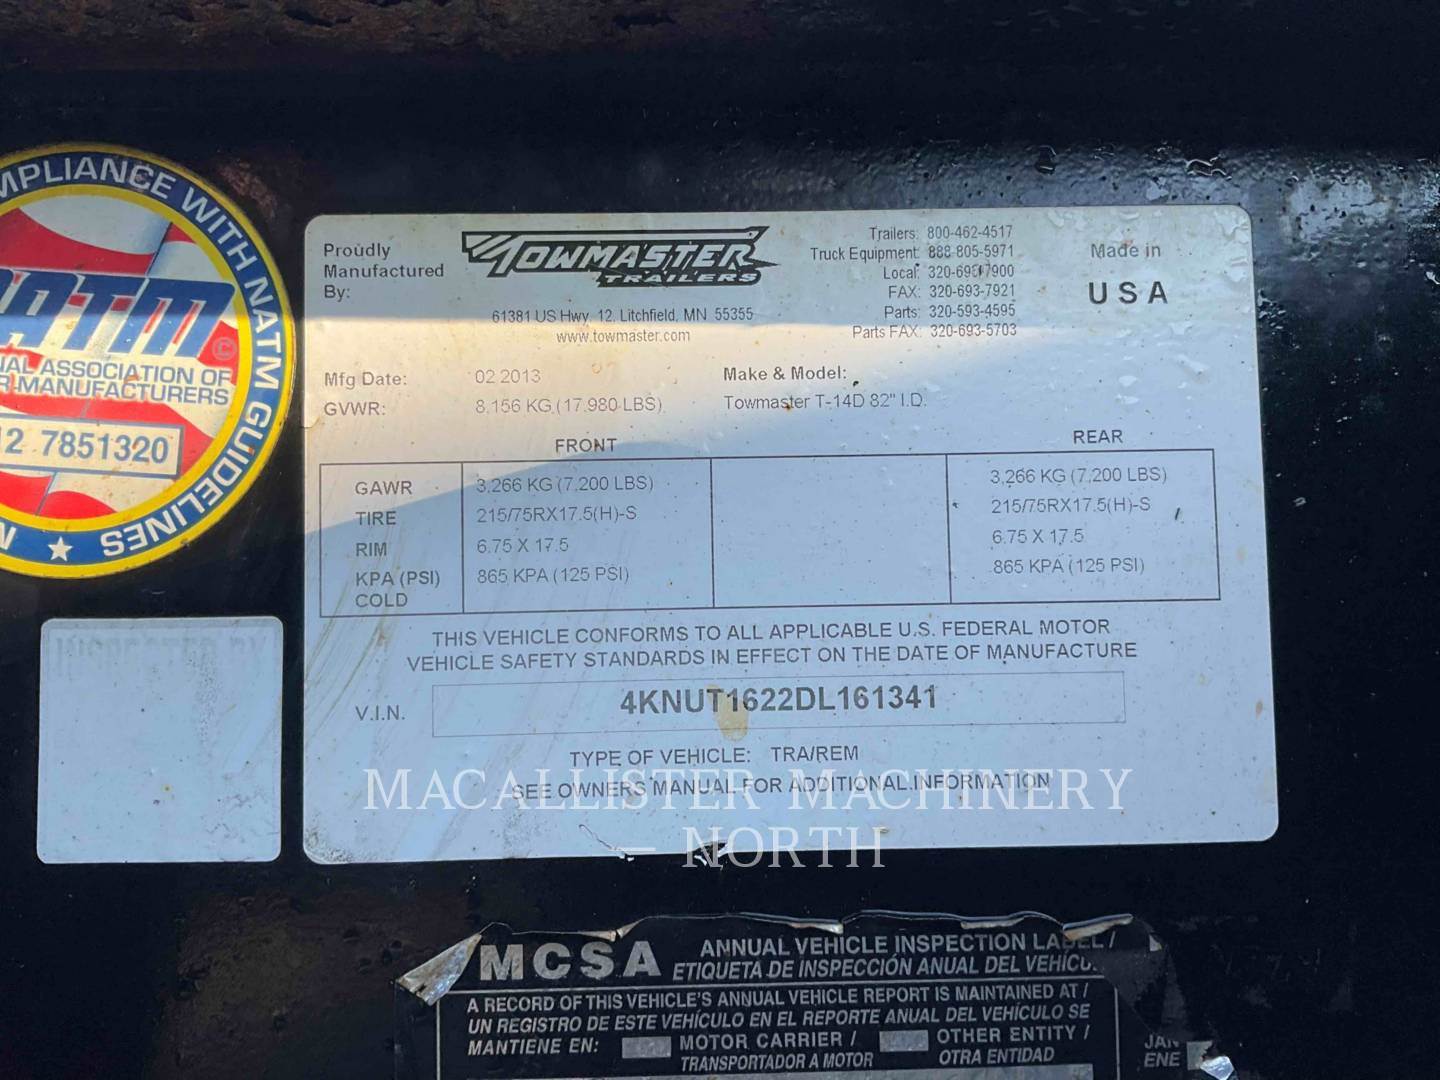 MPLIANCE WITH NATM GUIDELINES
NATM ©
NAL ASSOCIATION OF
R MANUFACTURERS
12 7851320
Proudly
Manufactured
By:
TOWMASTER
TRAILERS
61381 US Hwy. 12, Litchfield, MN 55355
www.towmaster.com
Trailers: 800-462-4517
Truck Equipment: 888-805-5971
Local: 320-693-7900
FAX: 320-693-7921
Parts: 320-593-4595
Parts FAX: 320-693-5703
Made in
USA
Mfg Date: 02 2013
GVWR: 8,156 KG (17,980 LBS)
Make & Model:
Towmaster T-14D 82" I.D.
FRONT REAR
GAWR 3,266 KG (7,200 LBS) 3,266 KG (7,200 LBS)
TIRE 215/75RX17.5(H)-S 215/75RX17.5(H)-S
RIM 6.75 X 17.5 6.75 X 17.5
KPA (PSI) 865 KPA (125 PSI) 865 KPA (125 PSI)
COLD
THIS VEHICLE CONFORMS TO ALL APPLICABLE U.S. FEDERAL MOTOR
VEHICLE SAFETY STANDARDS IN EFFECT ON THE DATE OF MANUFACTURE
V.I.N. 4KNUT1622DL161341
TYPE OF VEHICLE: TRA/REM
SEE OWNERS MANUAL FOR ADDITIONAL INFORMATION
MACALLISTER MACHINERY
— NORTH
INSPECTED BY
MCSA ANNUAL VEHICLE INSPECTION LABEL /
ETIQUETA DE INSPECCIÓN ANUAL DEL VEHÍCU
A RECORD OF THIS VEHICLE'S ANNUAL VEHICLE REPORT IS MAINTAINED AT /
UN REGISTRO DE ESTE VEHÍCULO EN EL REPORTE ANUAL DEL VEHÍCULO SE
MANTIENE EN: MOTOR CARRIER / OTHER ENTITY /
TRANSPORTADOR A MOTOR OTRA ENTIDAD
JAN
ENE